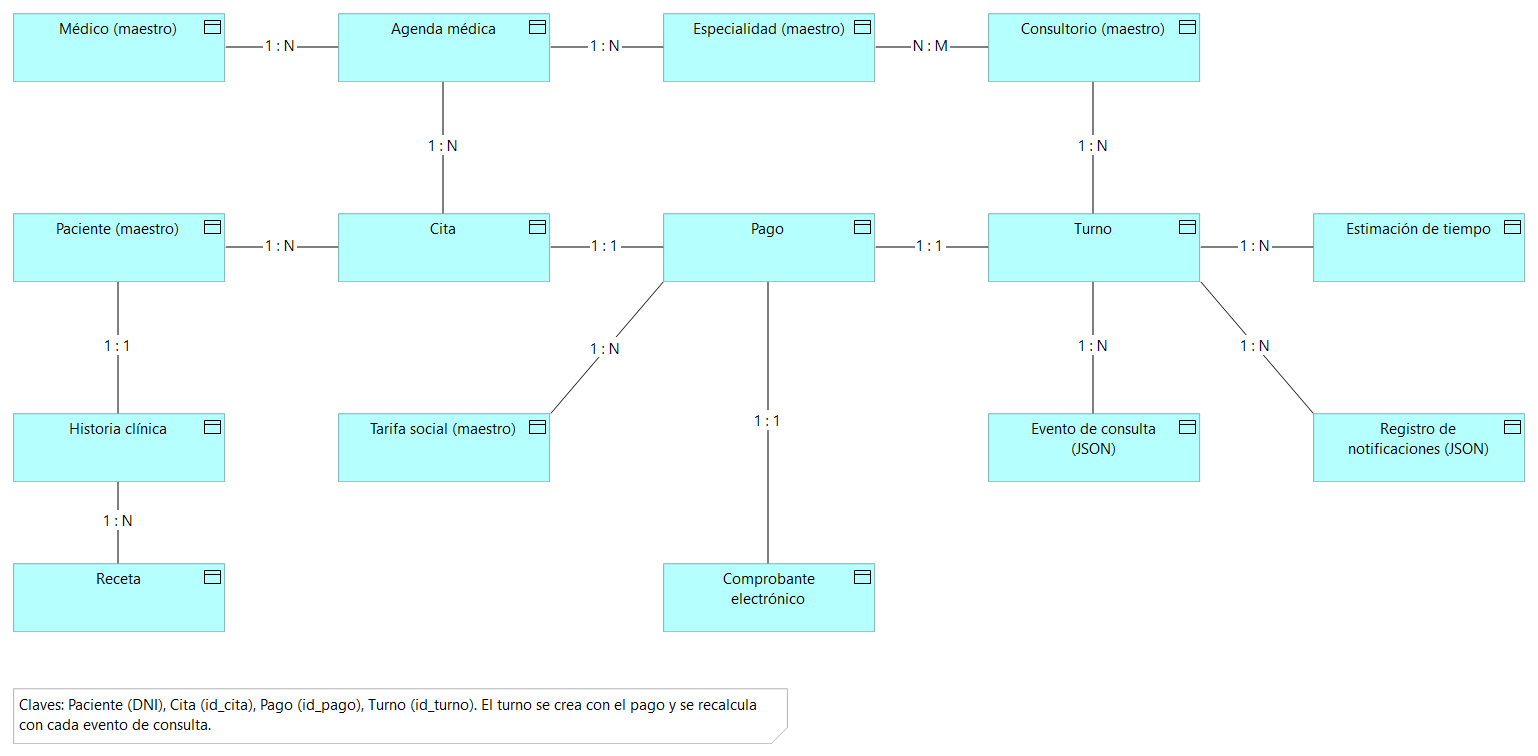 Médico (maestro)
1 : N
Agenda médica
1 : N
Especialidad (maestro)
N : M
Consultorio (maestro)
1 : N
1 : N
Paciente (maestro)
1 : N
Cita
1 : 1
Pago
1 : 1
Turno
1 : N
Estimación de tiempo
1 : 1
1 : N
1 : N
1 : N
Historia clínica
Tarifa social (maestro)
1 : 1
Evento de consulta
(JSON)
Registro de
notificaciones (JSON)
1 : N
Receta
Comprobante
electrónico
Claves: Paciente (DNI), Cita (id_cita), Pago (id_pago), Turno (id_turno). El turno se crea con el pago y se recalcula
con cada evento de consulta.